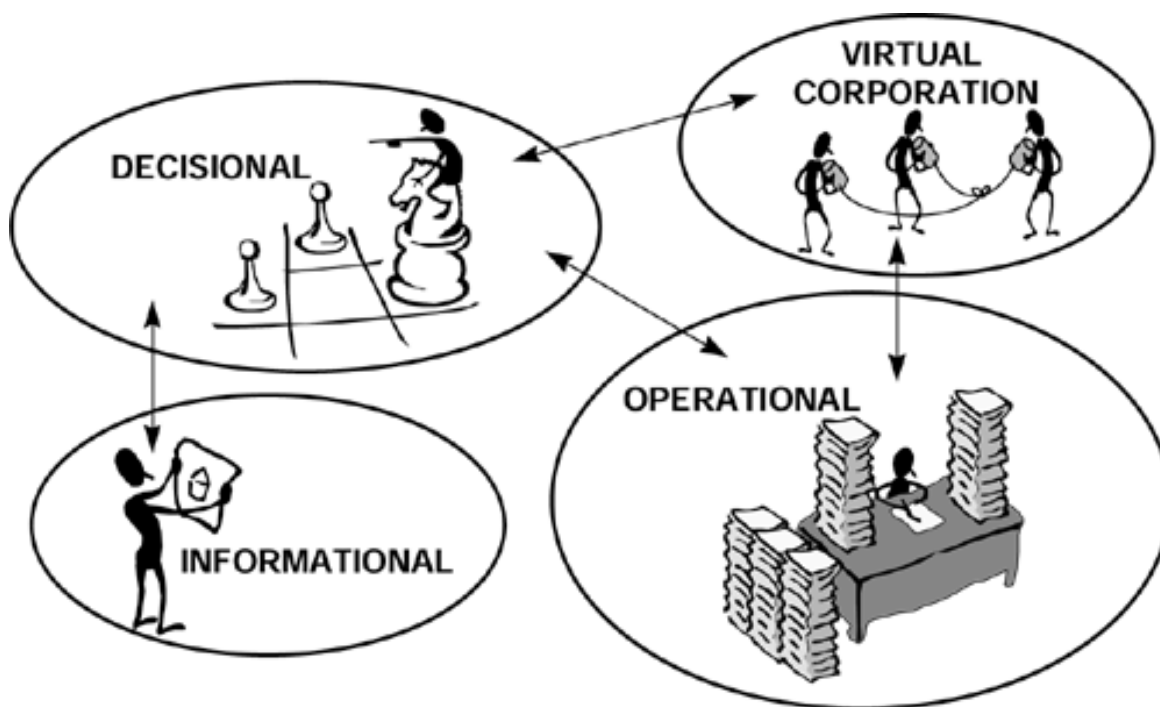 DECISIONAL
VIRTUAL
CORPORATION
INFORMATIONAL
OPERATIONAL